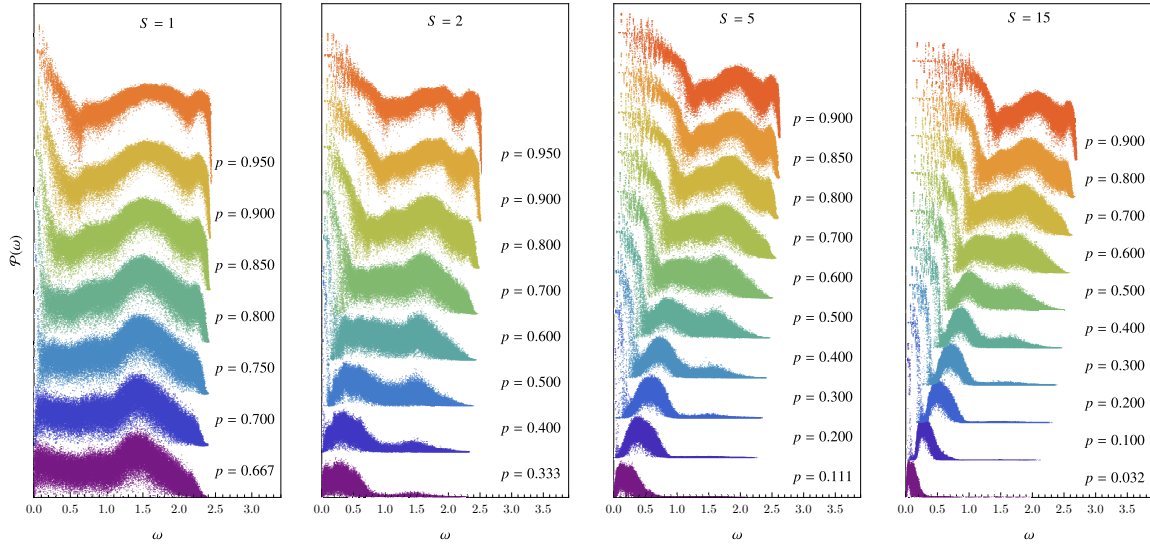 S = 1
S = 2
S = 5
S = 15
𝒫(ω)
p = 0.950
p = 0.900
p = 0.850
p = 0.800
p = 0.750
p = 0.700
p = 0.667
0.0 0.5 1.0 1.5 2.0 2.5 3.0
ω
p = 0.950
p = 0.900
p = 0.800
p = 0.700
p = 0.600
p = 0.500
p = 0.400
p = 0.333
0.0 0.5 1.0 1.5 2.0 2.5 3.0 3.5
ω
p = 0.900
p = 0.850
p = 0.800
p = 0.700
p = 0.600
p = 0.500
p = 0.400
p = 0.300
p = 0.200
p = 0.111
0.0 0.5 1.0 1.5 2.0 2.5 3.0 3.5
ω
p = 0.900
p = 0.800
p = 0.700
p = 0.600
p = 0.500
p = 0.400
p = 0.300
p = 0.200
p = 0.100
p = 0.032
0.0 0.5 1.0 1.5 2.0 2.5 3.0 3.5
ω